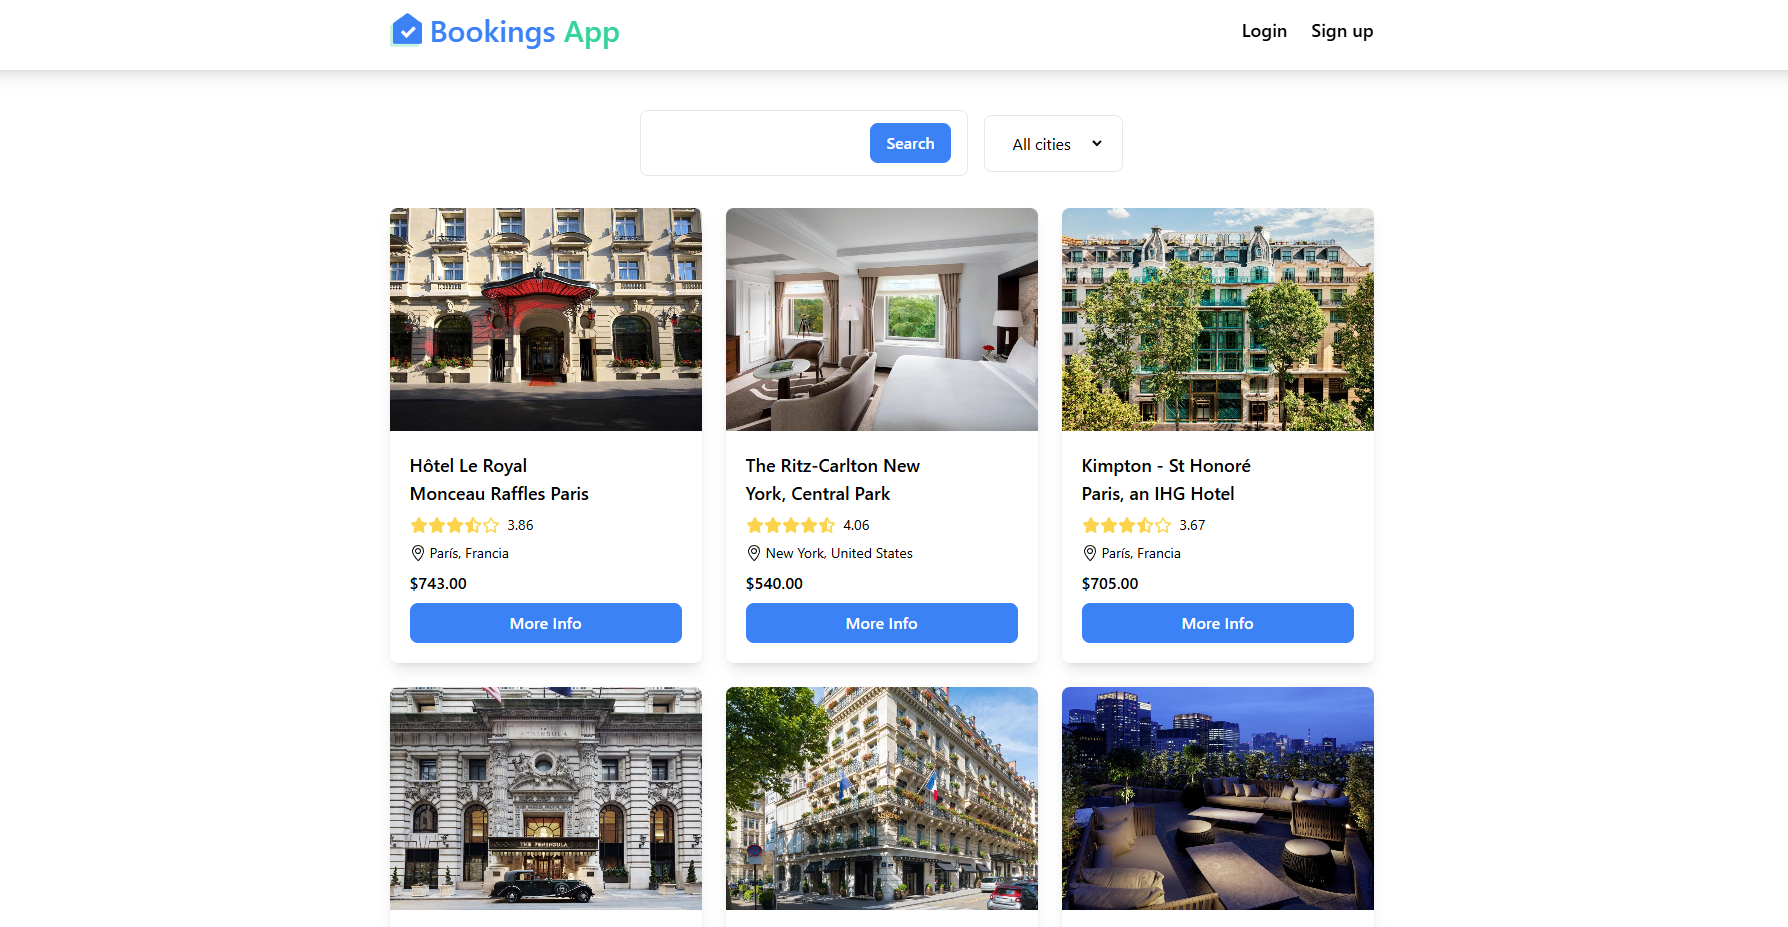 Bookings App
Login
Sign up
Search
All cities
Hôtel Le Royal
Monceau Raffles Paris
3.86
París, Francia
$743.00
More Info
The Ritz-Carlton New
York, Central Park
4.06
New York, United States
$540.00
More Info
Kimpton - St Honoré
Paris, an IHG Hotel
3.67
París, Francia
$705.00
More Info
THE PENINSULA